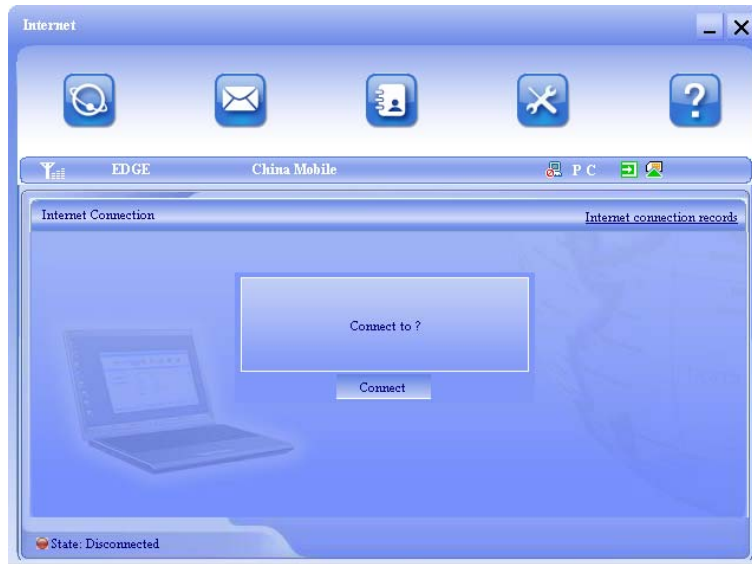 Internet
EDGE China Mobile P C
Internet Connection Internet connection records
Connect to ?
Connect
State: Disconnected